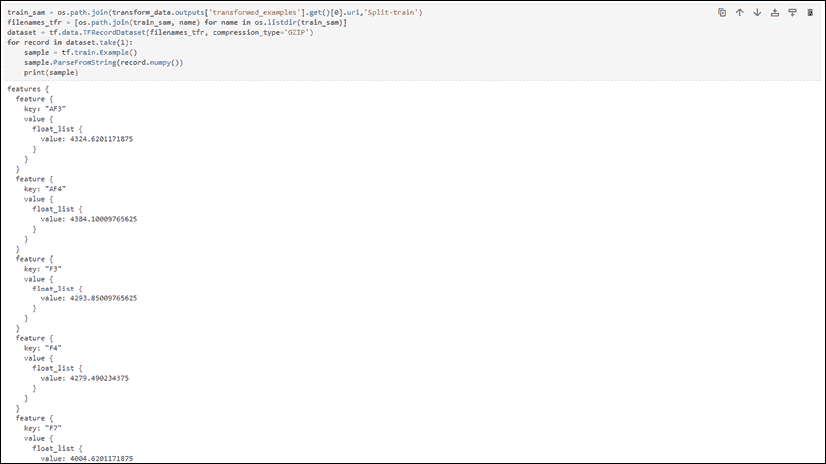 train_sam = os.path.join(transform_data.outputs['transformed_examples'].get()[0].uri,'Split-train')
filenames_tfr = [os.path.join(train_sam, name) for name in os.listdir(train_sam)]
dataset = tf.data.TFRecordDataset(filenames_tfr, compression_type='GZIP')
for record in dataset.take(1):
    sample = tf.train.Example()
    sample.ParseFromString(record.numpy())
    print(sample)
features {
  feature {
    key: "AF3"
    value {
      float_list {
        value: 4324.6201171875
      }
    }
  }
  feature {
    key: "AF4"
    value {
      float_list {
        value: 4384.10009765625
      }
    }
  }
  feature {
    key: "F3"
    value {
      float_list {
        value: 4293.85009765625
      }
    }
  }
  feature {
    key: "F4"
    value {
      float_list {
        value: 4279.490234375
      }
    }
  }
  feature {
    key: "F7"
    value {
      float_list {
        value: 4004.6201171875